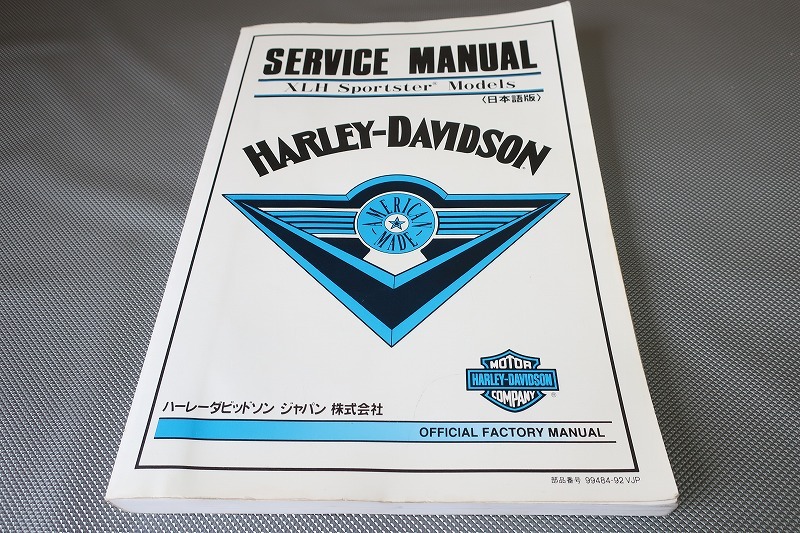 SERVICE MANUAL
XLH Sportster® Models
〈日本語版〉
HARLEY-DAVIDSON
AMERICAN
MADE
MOTOR
HARLEY-DAVIDSON
COMPANY
®
ハーレーダビッドソン ジャパン 株式会社
OFFICIAL FACTORY MANUAL
部品番号 99484-92VJP